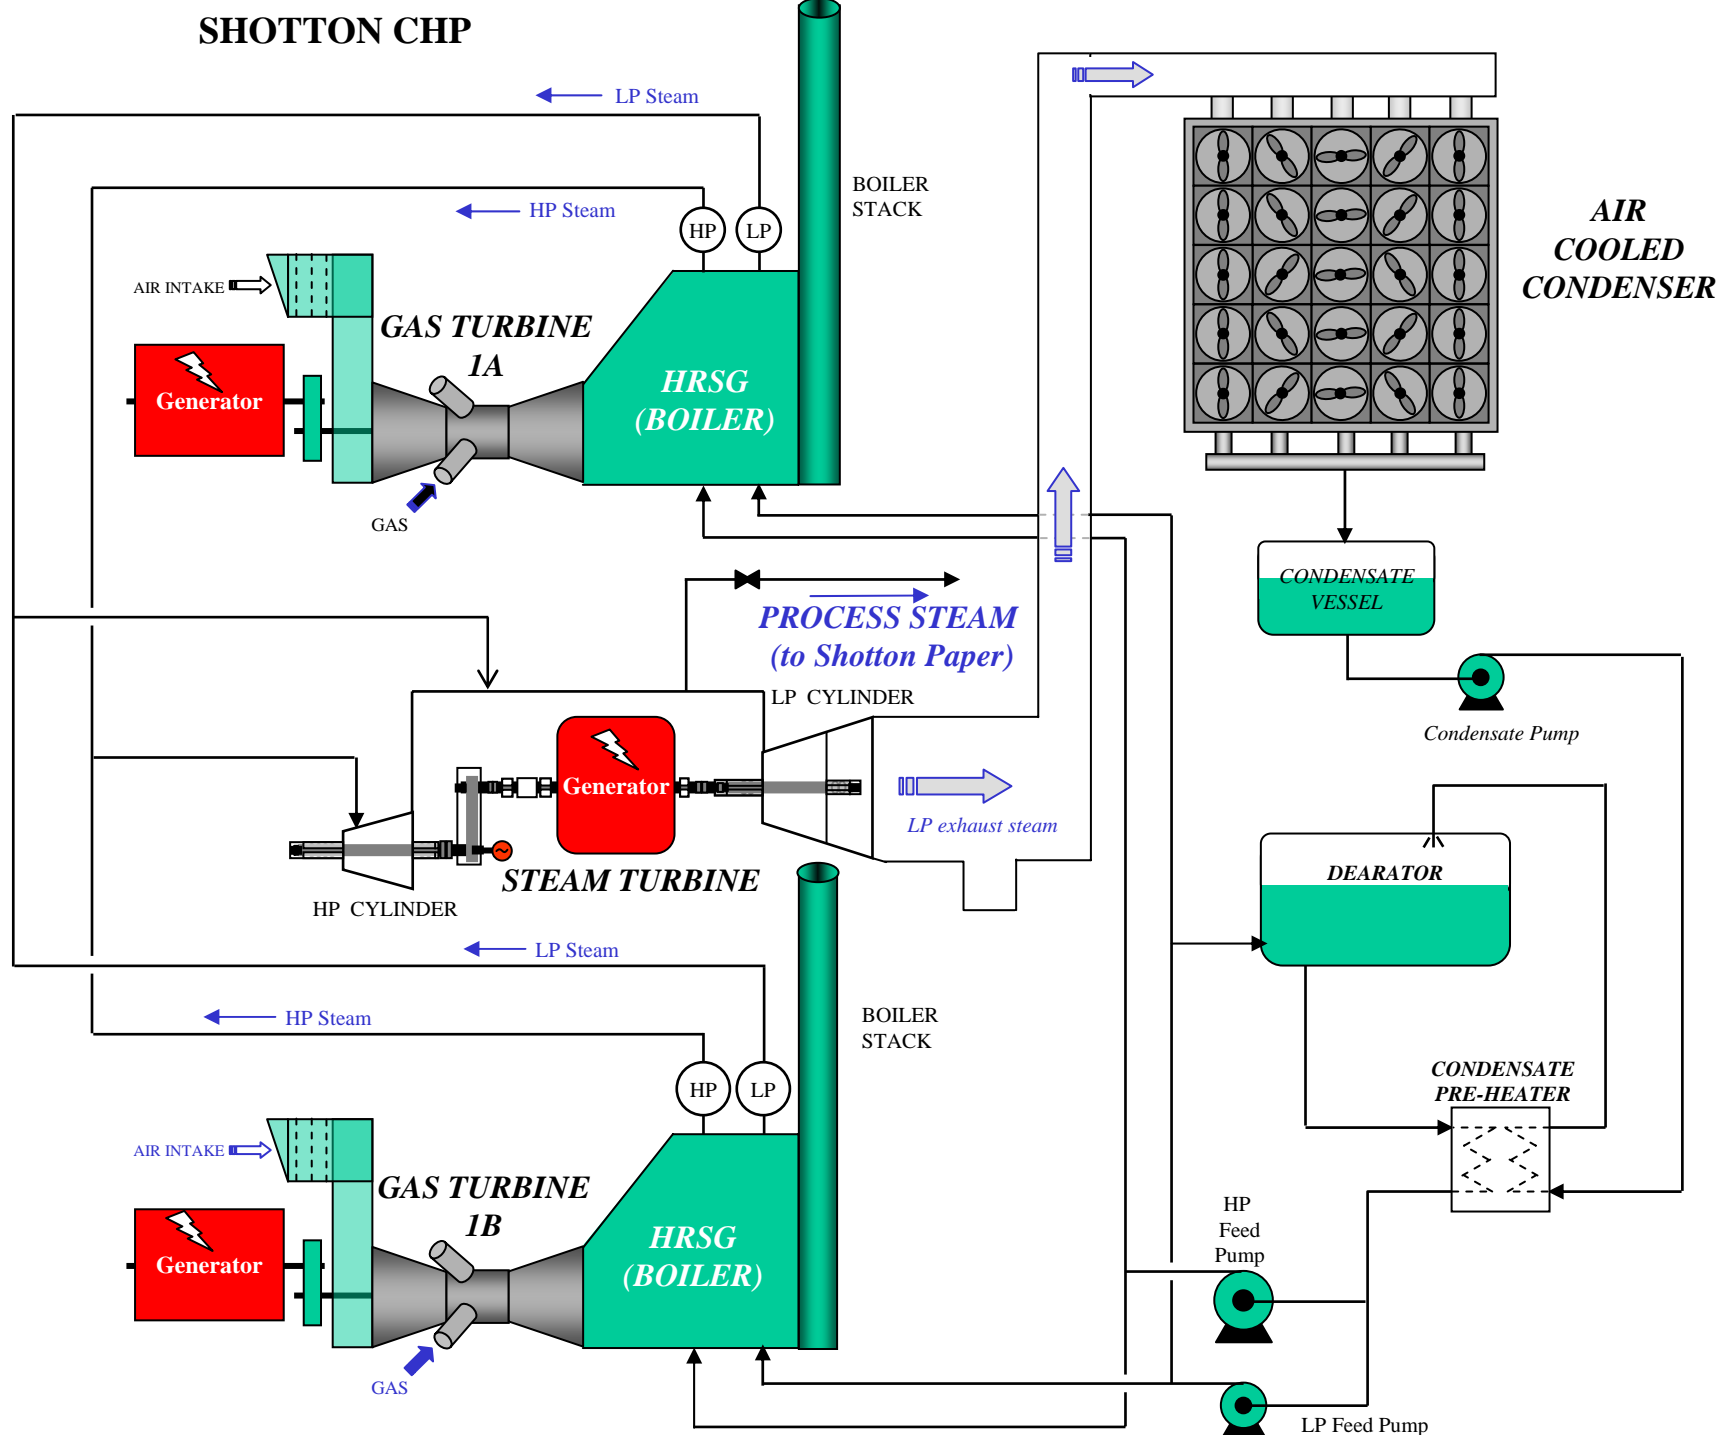 SHOTTON CHP
LP Steam
HP Steam
BOILER
STACK
HP
LP
AIR INTAKE
GAS TURBINE
1A
Generator
HRSG
(BOILER)
GAS
AIR
COOLED
CONDENSER
CONDENSATE
VESSEL
PROCESS STEAM
(to Shotton Paper)
LP CYLINDER
Condensate Pump
Generator
LP exhaust steam
STEAM TURBINE
HP CYLINDER
~
DEARATOR
LP Steam
HP Steam
BOILER
STACK
HP
LP
CONDENSATE
PRE-HEATER
AIR INTAKE
GAS TURBINE
1B
Generator
HRSG
(BOILER)
GAS
HP
Feed
Pump
LP Feed Pump